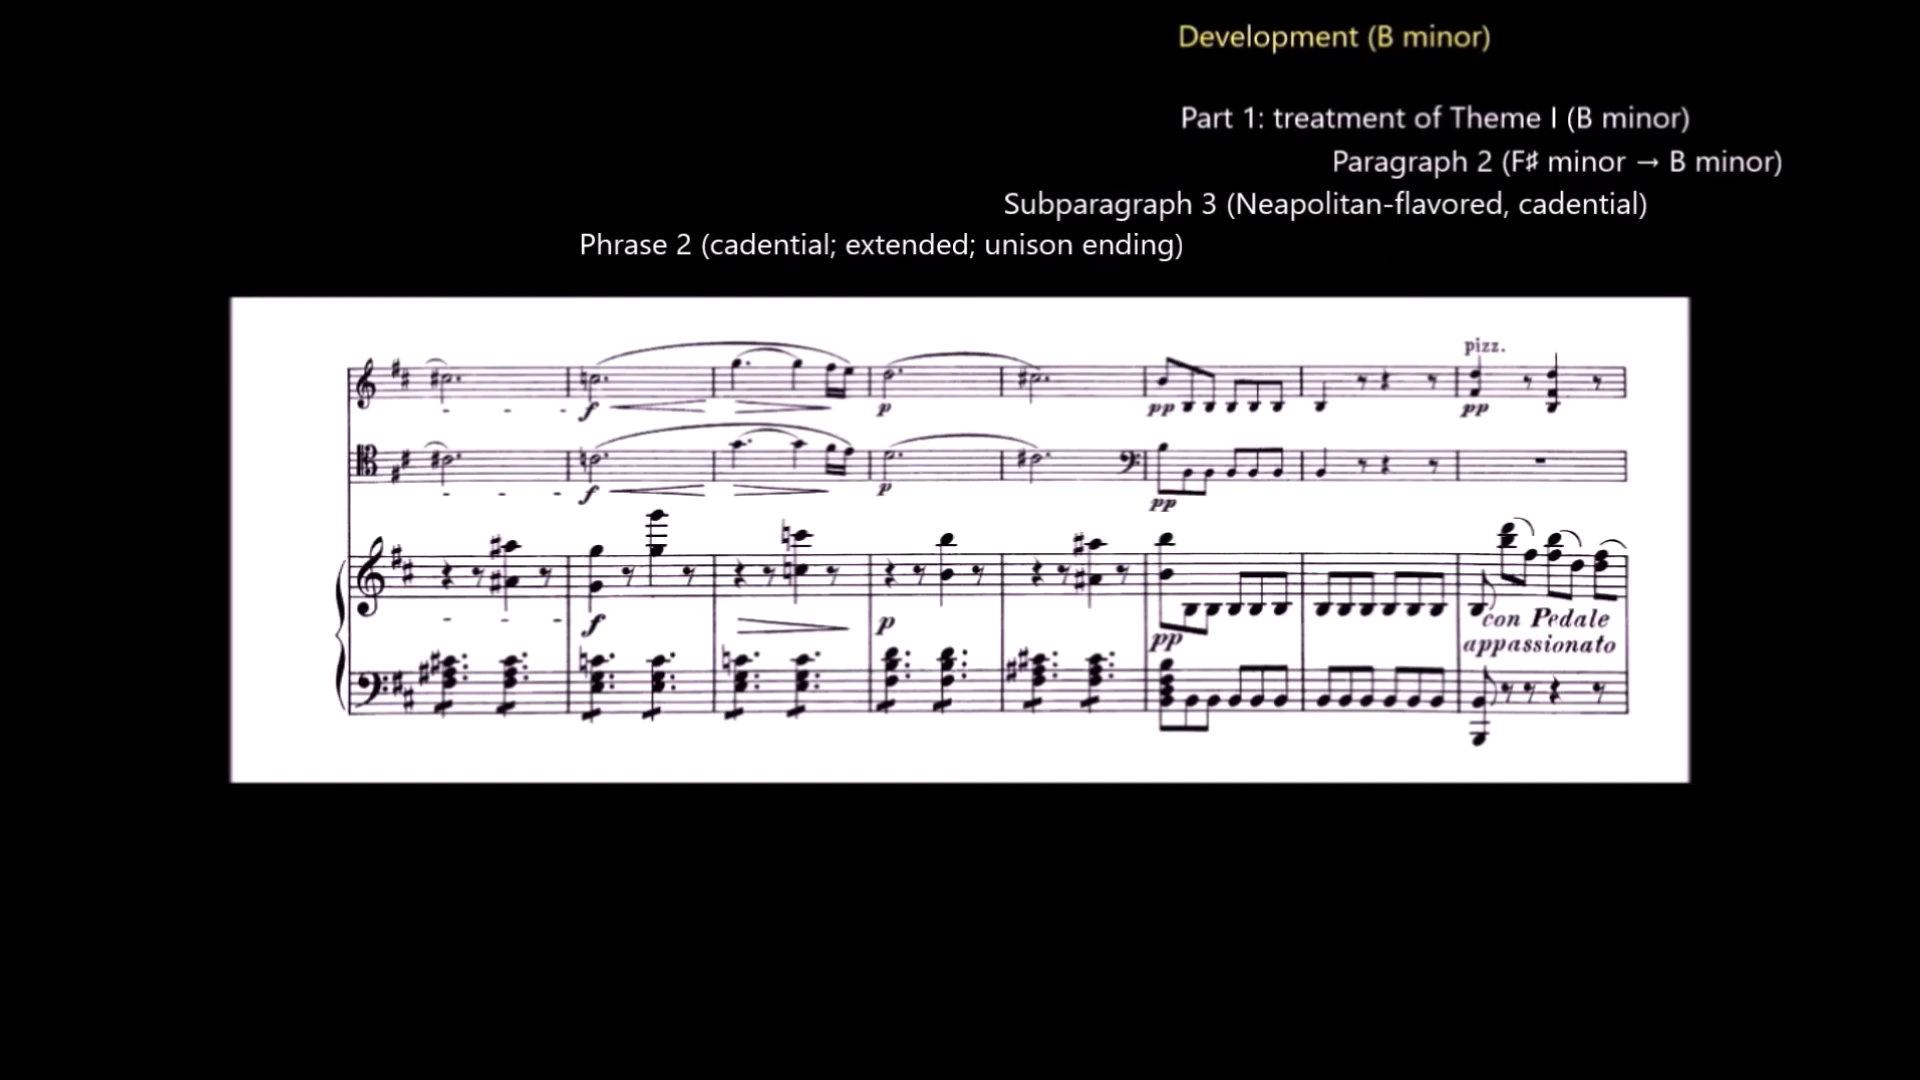 Development (B minor)
Part 1: treatment of Theme I (B minor)
Paragraph 2 (F♯ minor → B minor)
Subparagraph 3 (Neapolitan-flavored, cadential)
Phrase 2 (cadential; extended; unison ending)
pizz.
f p pp pp
f p
pp
f p pp
con Pedale
appassionato